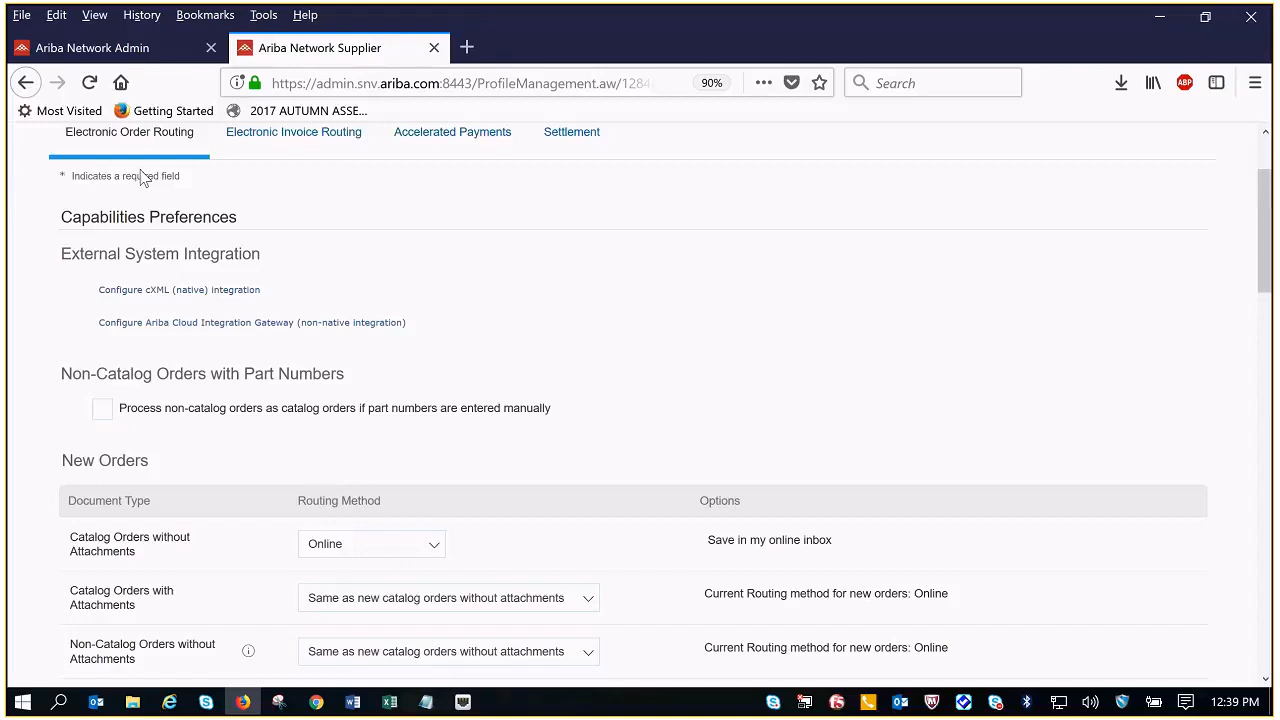 File Edit View History Bookmarks Tools Help
Ariba Network Admin Ariba Network Supplier
https://admin.snv.ariba.com:8443/ProfileManagement.aw/1284 90% Search ABP
Most Visited Getting Started 2017 AUTUMN ASSE...
Electronic Order Routing Electronic Invoice Routing Accelerated Payments Settlement
* Indicates a required field
Capabilities Preferences
External System Integration
Configure cXML (native) integration
Configure Ariba Cloud Integration Gateway (non-native integration)
Non-Catalog Orders with Part Numbers
Process non-catalog orders as catalog orders if part numbers are entered manually
New Orders
Document Type Routing Method Options
Catalog Orders without
Attachments
Online
Save in my online inbox
Catalog Orders with
Attachments
Same as new catalog orders without attachments
Current Routing method for new orders: Online
Non-Catalog Orders without
Attachments
Same as new catalog orders without attachments
Current Routing method for new orders: Online
12:39 PM